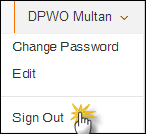 DPWO Multan
Change Password
Edit
Sign Out